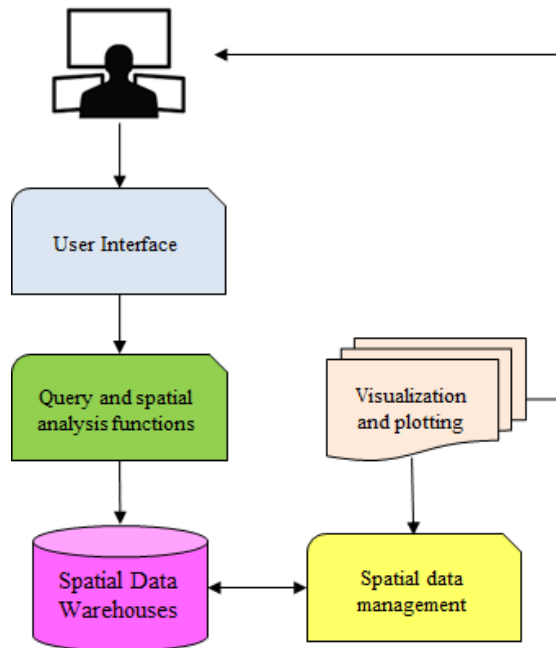 User Interface
Query and spatial
analysis functions
Visualization
and plotting
Spatial Data
Warehouses
Spatial data
management